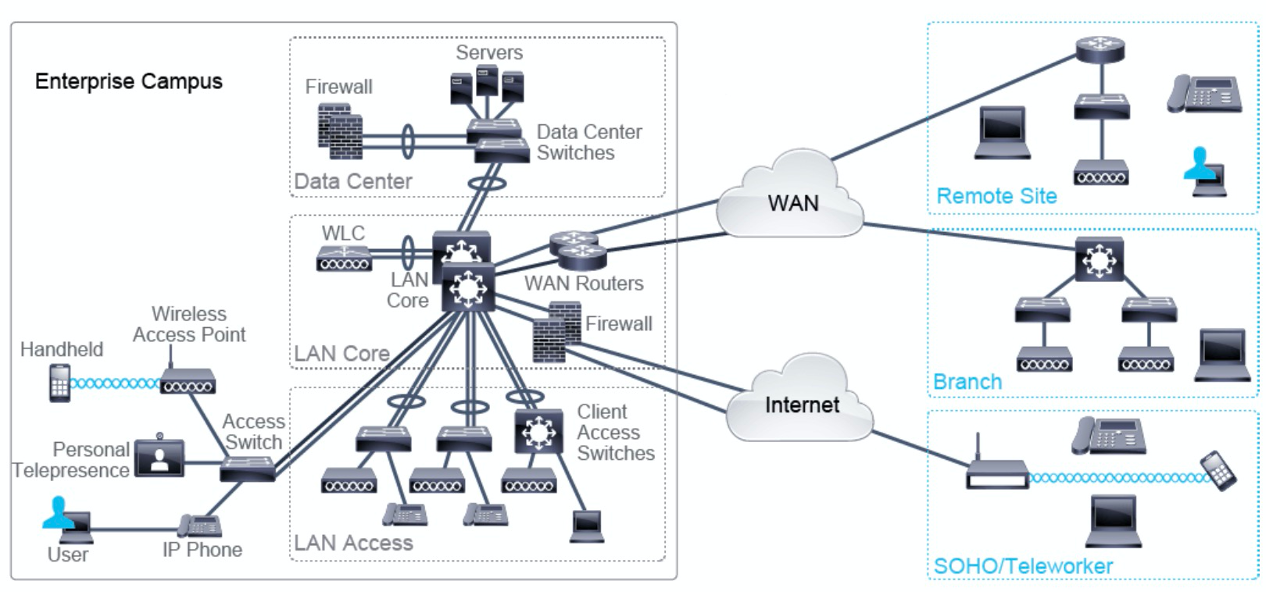 Enterprise Campus
Servers
Firewall
Data Center
Switches
Data Center
WLC
LAN
Core
WAN Routers
Firewall
LAN Core
Wireless
Access Point
Handheld
Access
Switch
Personal
Telepresence
User
IP Phone
Client
Access
Switches
LAN Access
WAN
Internet
Remote Site
Branch
SOHO/Teleworker